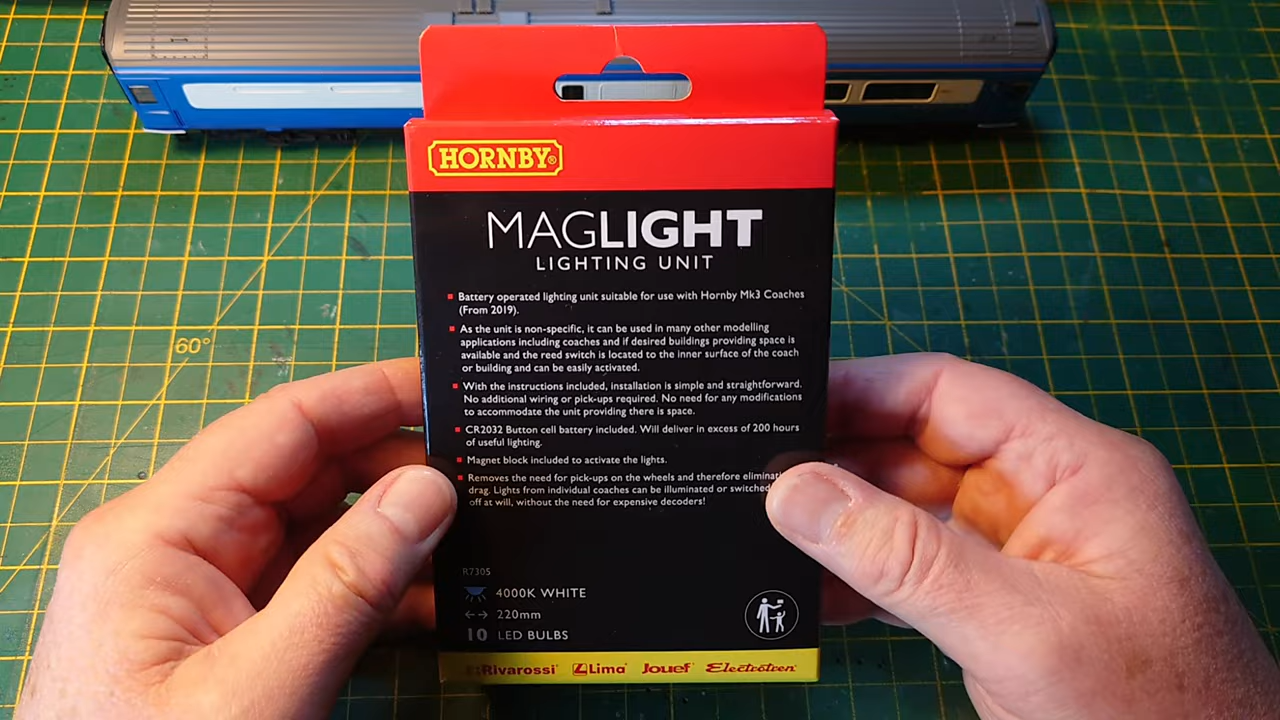 HORNBY®
MAGLIGHT
LIGHTING UNIT
Battery operated lighting unit suitable for use with Hornby Mk3 Coaches
(From 2019).
As the unit is non-specific, it can be used in many other modelling
applications including coaches and if desired buildings providing space is
available and the reed switch is located to the inner surface of the coach
or building and can be easily activated.
With the instructions included, installation is simple and straightforward.
No additional wiring or pick-ups required. No need for any modifications
to accommodate the unit providing there is space.
CR2032 Button cell battery included. Will deliver in excess of 200 hours
of useful lighting.
Magnet block included to activate the lights.
Removes the need for pick-ups on the wheels and therefore
drag. Lights from individual coaches can be illuminated or switched
off at will, without the need for expensive decoders!
60°
R7305
4000K WHITE
220mm
10 LED BULBS
Rivarossi Lima Jouef Electrotren